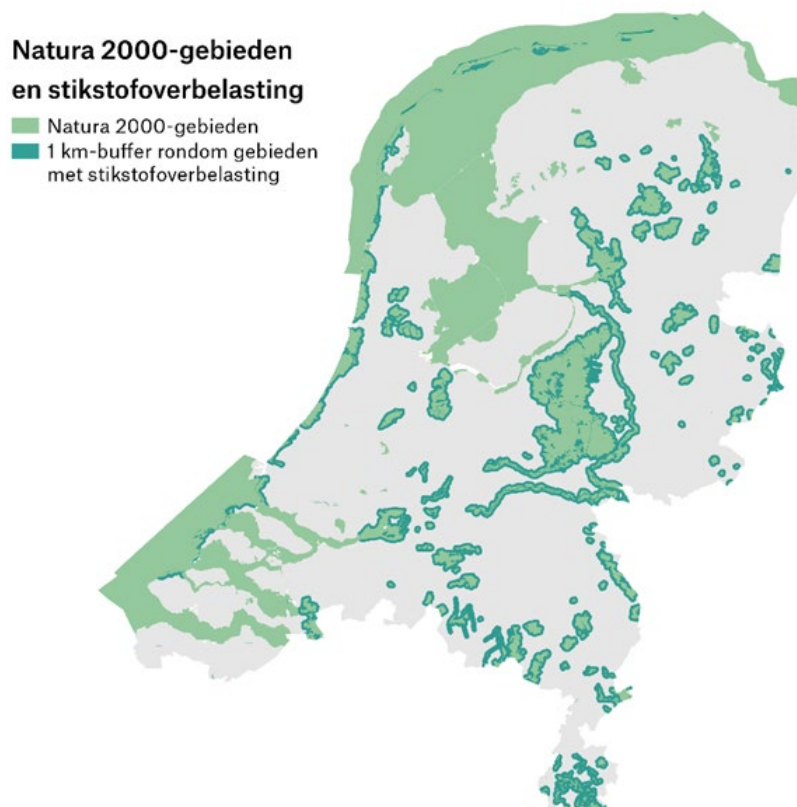 Natura 2000-gebieden
en stikstofoverbelasting
Natura 2000-gebieden
1 km-buffer rondom gebieden
met stikstofoverbelasting